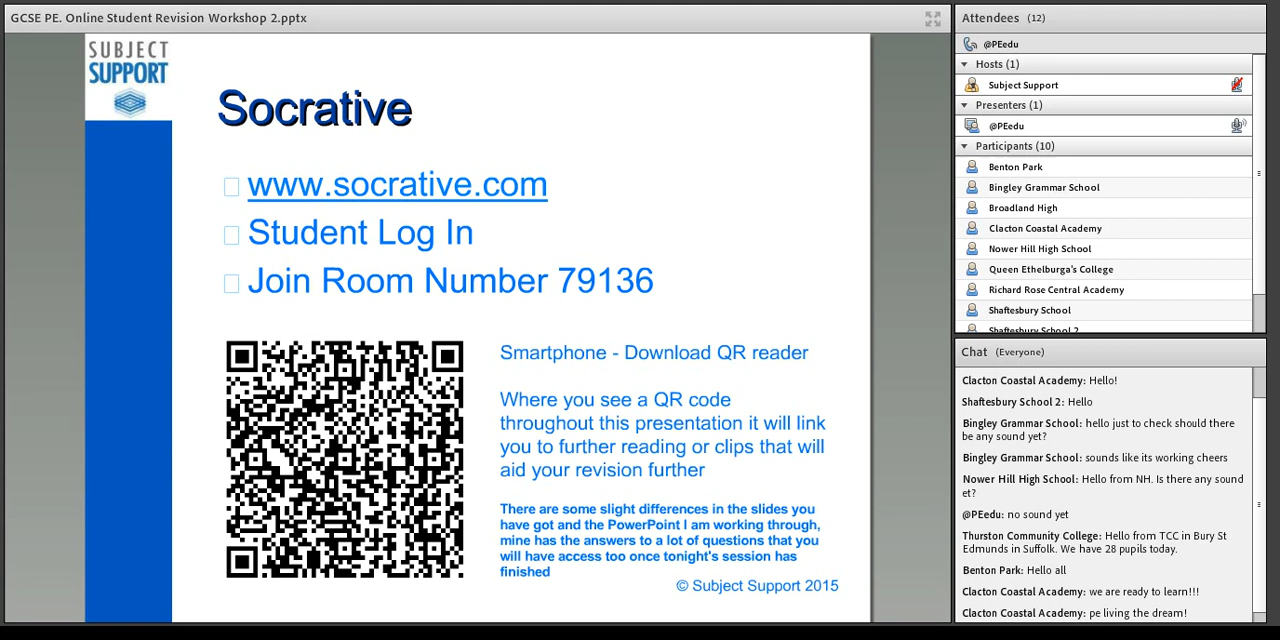 GCSE PE. Online Student Revision Workshop 2.pptx
SUBJECT
SUPPORT
Socrative
www.socrative.com
Student Log In
Join Room Number 79136
Smartphone - Download QR reader
Where you see a QR code
throughout this presentation it will link
you to further reading or clips that will
aid your revision further
There are some slight differences in the slides you
have got and the PowerPoint I am working through,
mine has the answers to a lot of questions that you
will have access too once tonight's session has
finished
© Subject Support 2015
Attendees (12)
@PEedu
Hosts (1)
Subject Support
Presenters (1)
@PEedu
Participants (10)
Benton Park
Bingley Grammar School
Broadland High
Clacton Coastal Academy
Nower Hill High School
Queen Ethelburga's College
Richard Rose Central Academy
Shaftesbury School
Shaftesbury School 2
Chat (Everyone)
Clacton Coastal Academy: Hello!
Shaftesbury School 2: Hello
Bingley Grammar School: hello just to check should there
be any sound yet?
Bingley Grammar School: sounds like its working cheers
Nower Hill High School: Hello from NH. Is there any sound
et?
@PEedu: no sound yet
Thurston Community College: Hello from TCC in Bury St
Edmunds in Suffolk. We have 28 pupils today.
Benton Park: Hello all
Clacton Coastal Academy: we are ready to learn!!!
Clacton Coastal Academy: pe living the dream!